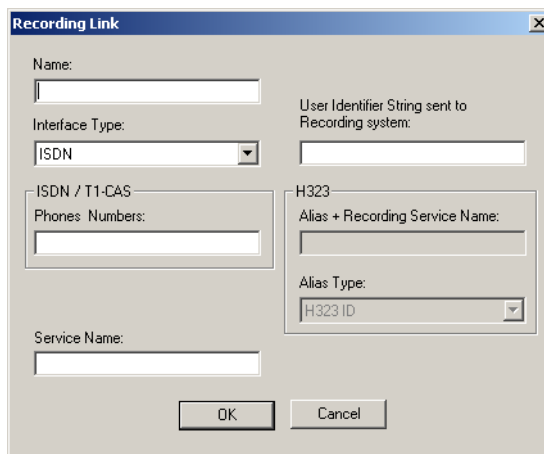 Recording Link
Name:
User Identifier String sent to
Recording system:
Interface Type:
ISDN
ISDN / T1-CAS
Phones Numbers:
H323
Alias + Recording Service Name:
Alias Type:
H323 ID
Service Name:
OK
Cancel